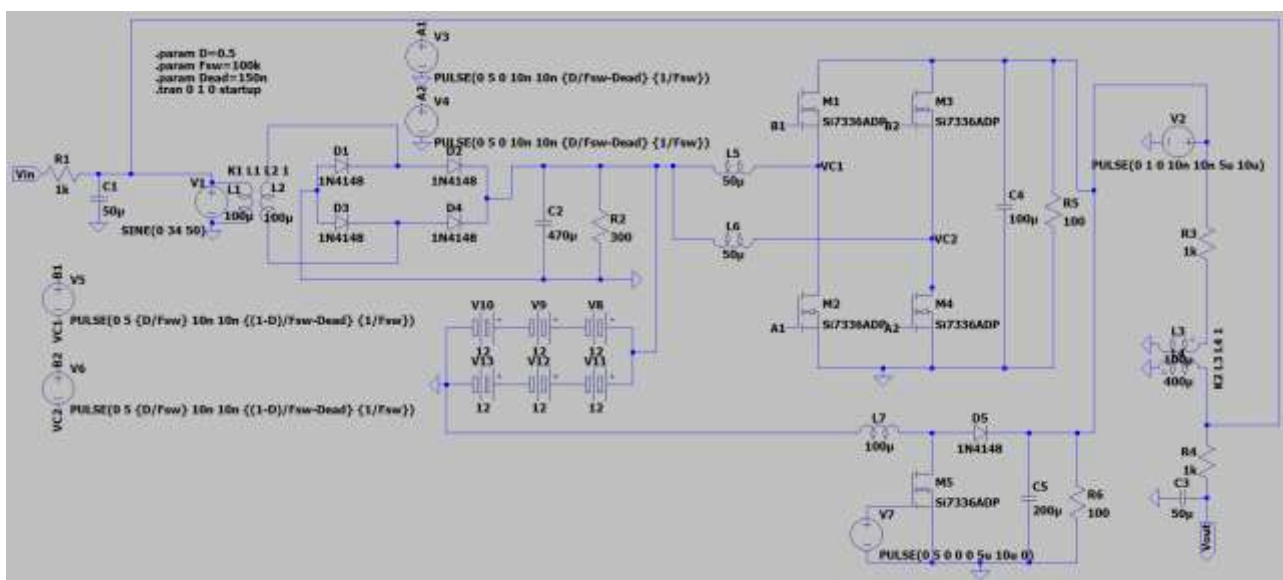 .param D=0.5
.param Fsw=100k
.param Dead=150n
.tran 0 1 0 startup
A1
V3
PULSE(0 5 0 10n 10n {D/Fsw-Dead} {1/Fsw})
A2
V4
PULSE(0 5 0 10n 10n {D/Fsw-Dead} {1/Fsw})
M1
Si7336ADP
B1
M3
Si7336ADP
B2
V2
PULSE(0 1 0 10n 10n 5u 10u)
Vin
R1
1k
C1
50µ
V1
SINE(0 34 50)
K1 L1 L2 1
L1
100µ
L2
100µ
D1
1N4148
D2
1N4148
D3
1N4148
D4
1N4148
C2
470µ
R2
300
L5
50µ
L6
50µ
VC1
VC2
C4
100µ
R5
100
R3
1k
M2
Si7336ADP
A1
M4
Si7336ADP
A2
L3
100µ
400µ
K2 L3 L4 1
B1
V5
VC1
PULSE(0 5 {D/Fsw} 10n 10n {(1-D)/Fsw-Dead} {1/Fsw})
B2
V6
VC2
PULSE(0 5 {D/Fsw} 10n 10n {(1-D)/Fsw-Dead} {1/Fsw})
V10
12
V9
12
V8
12
V13
12
V12
12
V11
12
L7
100µ
D5
1N4148
M5
Si7336ADP
V7
PULSE(0 5 0 0 0 5u 10u 0)
C5
200µ
R6
100
R4
1k
C3
50µ
Vout